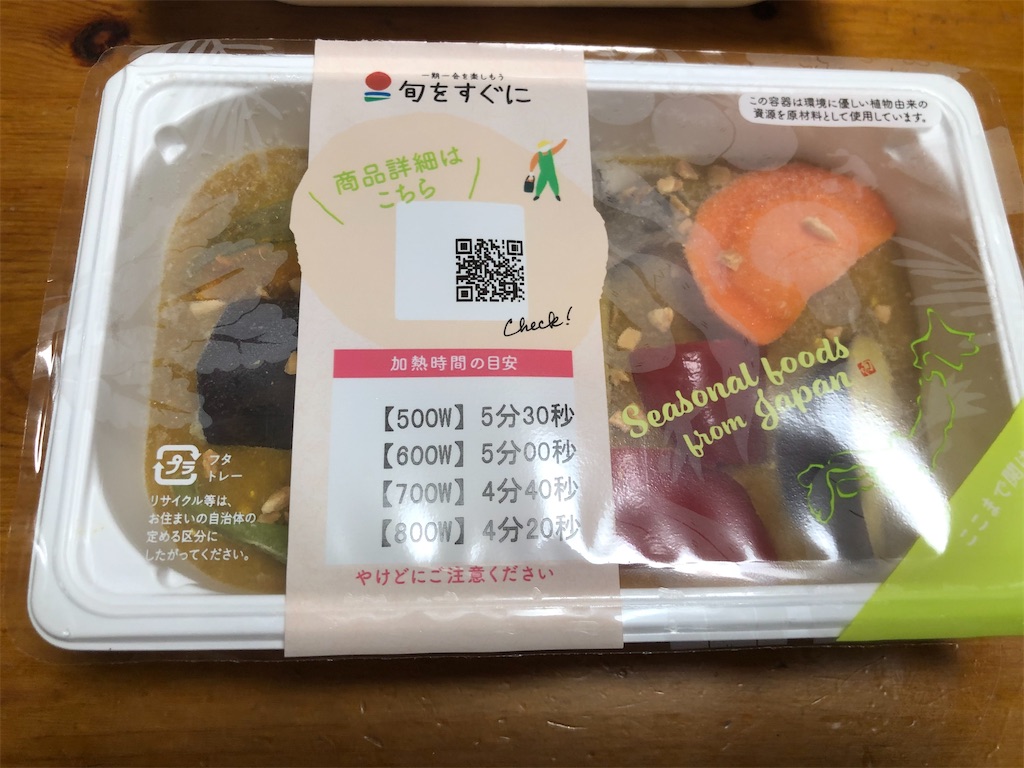 一期一会を楽しもう
旬をすぐに
この容器は環境に優しい植物由来の
資源を原材料として使用しています。
商品詳細は
こちら
Check!
加熱時間の目安
【500W】5分30秒
【600W】5分00秒
【700W】4分40秒
【800W】4分20秒
やけどにご注意ください
Seasonal foods
from Japan
プラ
フタ
トレー
リサイクル等は、
お住まいの自治体の
定める区分に
したがってください。
ここまで開